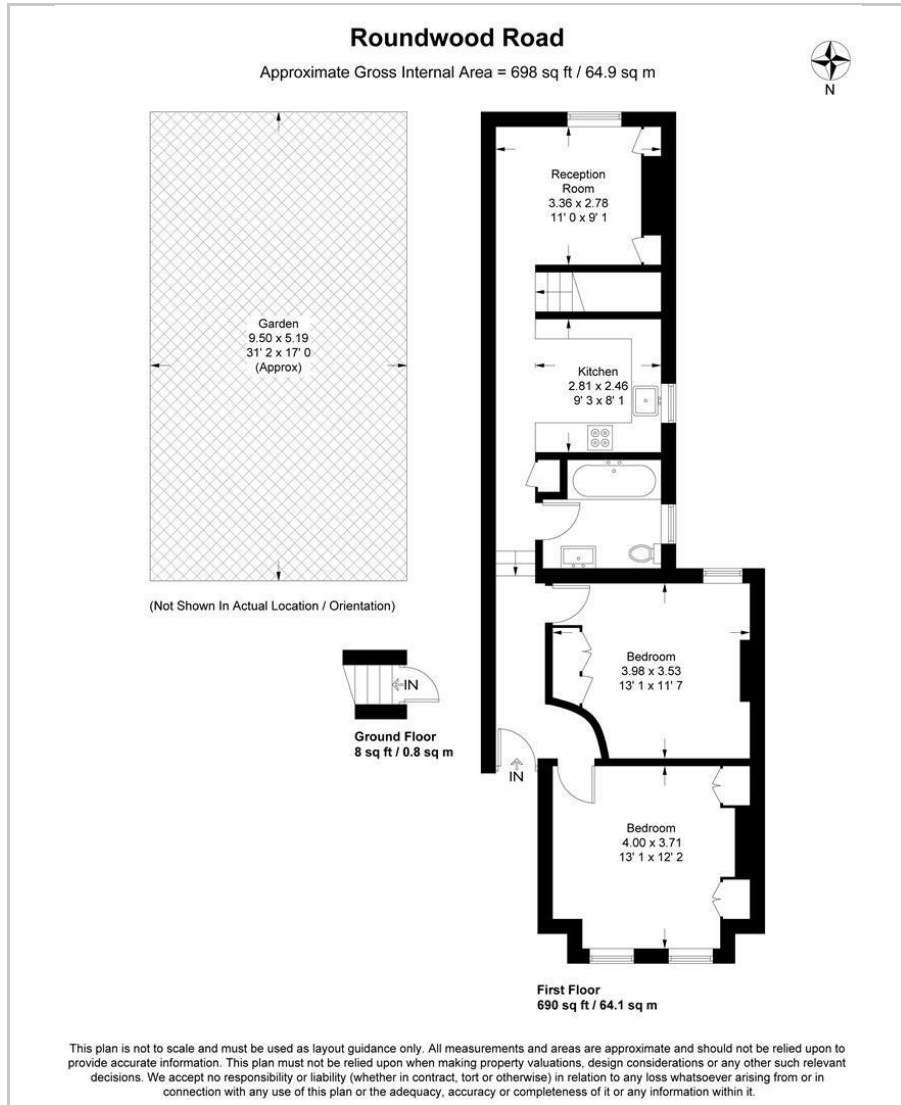 Roundwood Road
Approximate Gross Internal Area = 698 sq ft / 64.9 sq m
N
Reception
Room
3.36 x 2.78
11' 0 x 9' 1
Garden
9.50 x 5.19
31' 2 x 17' 0
(Approx)
Kitchen
2.81 x 2.46
9' 3 x 8' 1
(Not Shown In Actual Location / Orientation)
IN
Ground Floor
8 sq ft / 0.8 sq m
Bedroom
3.98 x 3.53
13' 1 x 11' 7
IN
Bedroom
4.00 x 3.71
13' 1 x 12' 2
First Floor
690 sq ft / 64.1 sq m
This plan is not to scale and must be used as layout guidance only. All measurements and areas are approximate and should not be relied upon to
provide accurate information. This plan must not be relied upon when making property valuations, design considerations or any other such relevant
decisions. We accept no responsibility or liability (whether in contract, tort or otherwise) in relation to any loss whatsoever arising from or in
connection with any use of this plan or the adequacy, accuracy or completeness of it or any information within it.